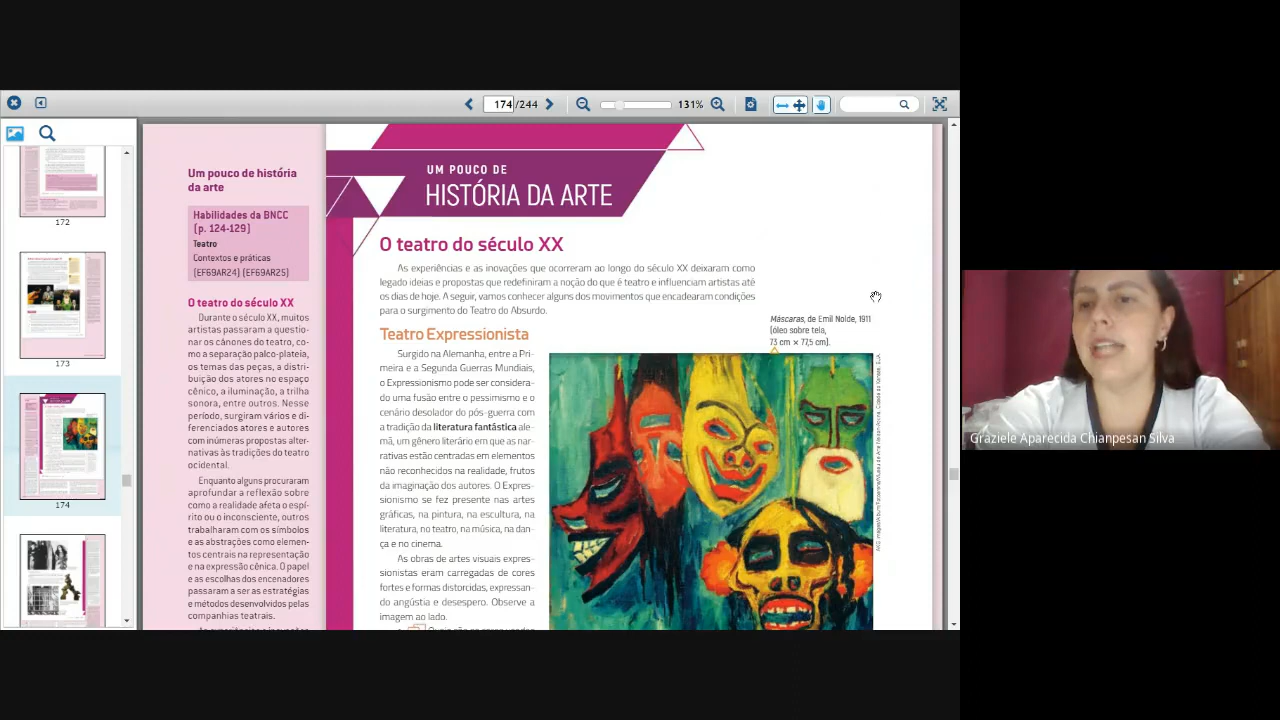 174 /244
131%
172
173
174
Um pouco de história
da arte
Habilidades da BNCC
(p. 124-129)
Teatro
Contextos e práticas
(EF69AR24) (EF69AR25)
O teatro do século XX
Durante o século XX, muitos
artistas passaram a questio-
nar os cânones do teatro, co-
mo a separação palco-plateia,
os temas das peças, a distri-
buição dos atores no espaço
cênico, a iluminação, a trilha
sonora, entre outros. Nesse
período, surgiram vários e di-
ferenciados atores e autores
com inúmeras propostas alter-
nativas às tradições do teatro
ocidental.
Enquanto alguns procuraram
aprofundar a reflexão sobre
como a realidade afeta o espí-
rito ou o inconsciente, outros
trabalharam com os símbolos
e as abstrações como elemen-
tos centrais na representação
e na expressão cênica. O papel
e as escolhas dos encenadores
passaram a ser as estratégias
e métodos desenvolvidos pelas
companhias teatrais.
UM POUCO DE
HISTÓRIA DA ARTE
O teatro do século XX
As experiências e as inovações que ocorreram ao longo do século XX deixaram como
legado ideias e propostas que redefiniram a noção do que é teatro e influenciam artistas até
os dias de hoje. A seguir, vamos conhecer alguns dos movimentos que encadearam condições
para o surgimento do Teatro do Absurdo.
Teatro Expressionista
Surgido na Alemanha, entre a Pri-
meira e a Segunda Guerras Mundiais,
o Expressionismo pode ser considera-
do uma fusão entre o pessimismo e o
cenário desolador do pós-guerra com
a tradição da literatura fantástica ale-
mã, um gênero literário em que as nar-
rativas estão centradas em elementos
não reconhecidos na realidade, frutos
da imaginação dos autores. O Expres-
sionismo se fez presente nas artes
gráficas, na pintura, na escultura, na
literatura, no teatro, na música, na dan-
ça e no cinema.
As obras de artes visuais expres-
sionistas eram carregadas de cores
fortes e formas distorcidas, expressan-
do angústia e desespero. Observe a
imagem ao lado.
Máscaras, de Emil Nolde, 1911
(óleo sobre tela,
73 cm × 77,5 cm).
Graziele Aparecida Chianpesan Silva